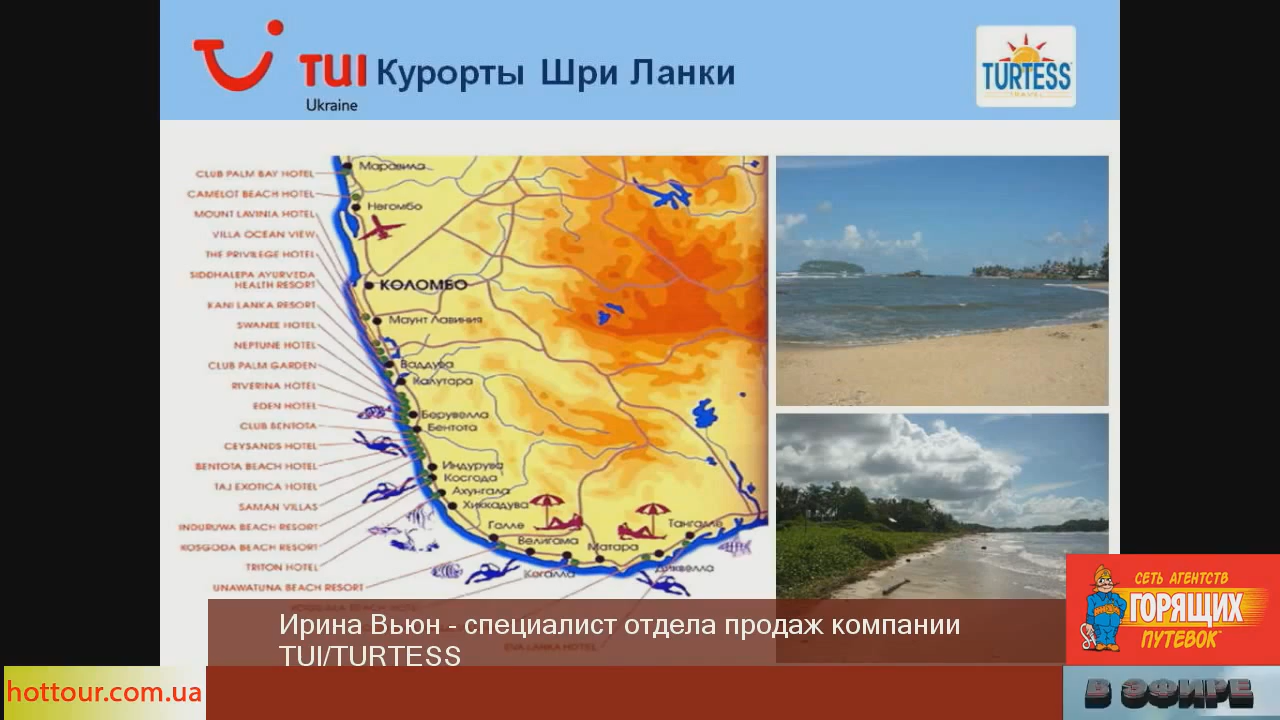 TUI Курорты Шри Ланки
Ukraine
TURTESS
TRAVEL
CLUB PALM BAY HOTEL
CAMELOT BEACH HOTEL
MOUNT LAVINIA HOTEL
VILLA OCEAN VIEW
THE PRIVILEGE HOTEL
SIDDHALEPA AYURVEDA
HEALTH RESORT
KANI LANKA RESORT
SWANEE HOTEL
NEPTUNE HOTEL
CLUB PALM GARDEN
RIVERINA HOTEL
EDEN HOTEL
CLUB BENTOTA
CEYSANDS HOTEL
BENTOTA BEACH HOTEL
TAJ EXOTICA HOTEL
SAMAN VILLAS
INDURUWA BEACH RESORT
KOSGODA BEACH RESORT
TRITON HOTEL
UNAWATUNA BEACH RESORT
EVA LANKA HOTEL
Маравила
Негомбо
КОЛОМБО
Маунт Лавиния
Ваддува
Калутара
Берувелла
Бентота
Индурува
Косгода
Ахунгала
Хиккадува
Галле
Велигама
Когалла
Матара
Тангалле
Диквелла
Ирина Вьюн - специалист отдела продаж компании
TUI/TURTESS
СЕТЬ АГЕНТСТВ
ГОРЯЩИХ
ПУТЕВОК
hottour.com.ua
В ЭФИРЕ